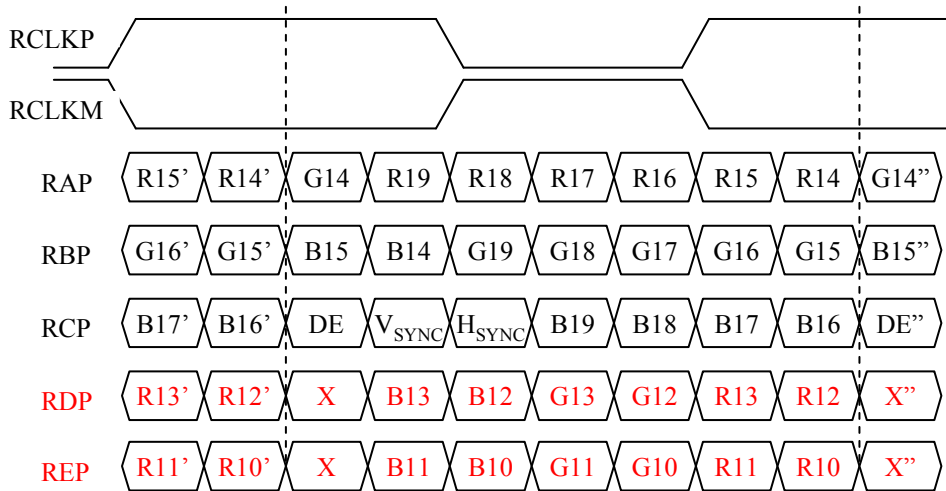 RCLKP
RCLKM
RAP R15’ R14’ G14 R19 R18 R17 R16 R15 R14 G14”
RBP G16’ G15’ B15 B14 G19 G18 G17 G16 G15 B15”
RCP B17’ B16’ DE VSYNC HSYNC B19 B18 B17 B16 DE”
RDP R13’ R12’ X B13 B12 G13 G12 R13 R12 X”
REP R11’ R10’ X B11 B10 G11 G10 R11 R10 X”